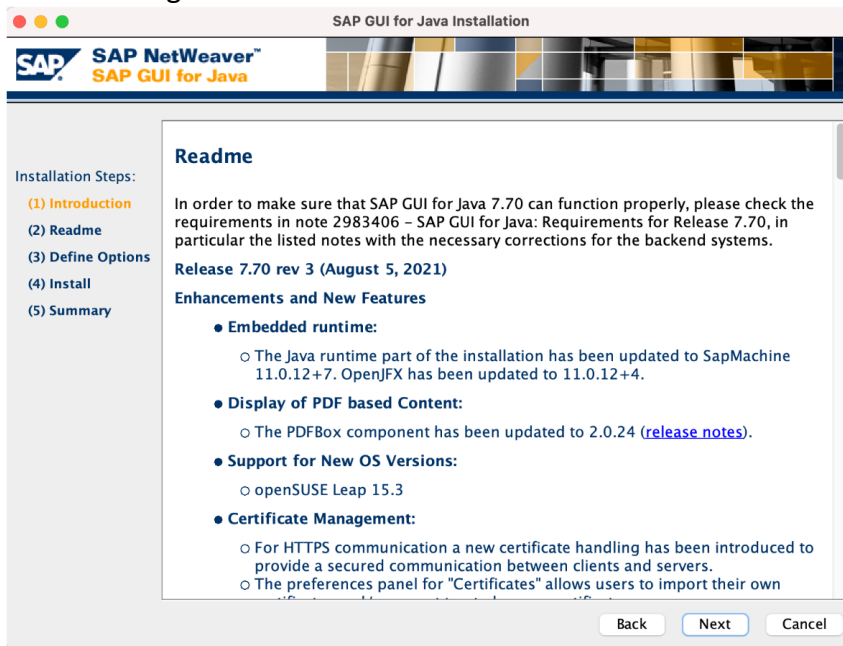 SAP GUI for Java Installation
SAP
SAP NetWeaver™
SAP GUI for Java
Installation Steps:
(1) Introduction
(2) Readme
(3) Define Options
(4) Install
(5) Summary
Readme
In order to make sure that SAP GUI for Java 7.70 can function properly, please check the
requirements in note 2983406 – SAP GUI for Java: Requirements for Release 7.70, in
particular the listed notes with the necessary corrections for the backend systems.
Release 7.70 rev 3 (August 5, 2021)
Enhancements and New Features
● Embedded runtime:
○ The Java runtime part of the installation has been updated to SapMachine
11.0.12+7. OpenJFX has been updated to 11.0.12+4.
● Display of PDF based Content:
○ The PDFBox component has been updated to 2.0.24 (release notes).
● Support for New OS Versions:
○ openSUSE Leap 15.3
● Certificate Management:
○ For HTTPS communication a new certificate handling has been introduced to
provide a secured communication between clients and servers.
○ The preferences panel for "Certificates" allows users to import their own
Back
Next
Cancel